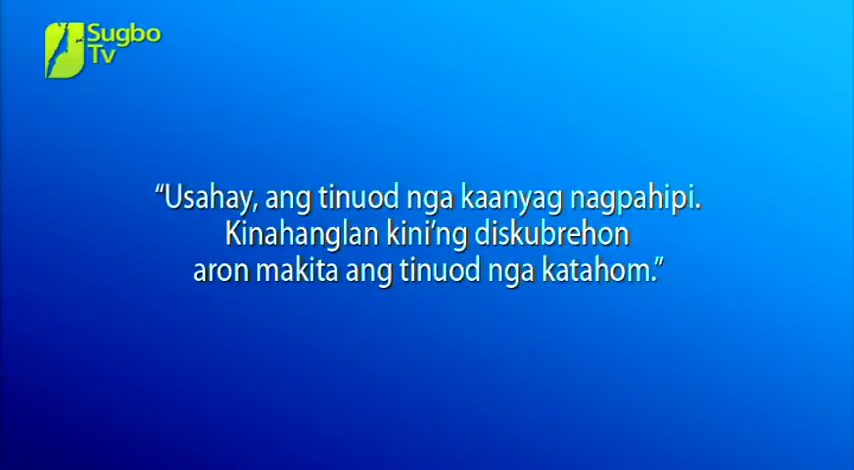 Sugbo
Tv
“Usahay, ang tinuod nga kaanyag nagpahipi.
Kinahanglan kini’ng diskubrehon
aron makita ang tinuod nga katahom.”